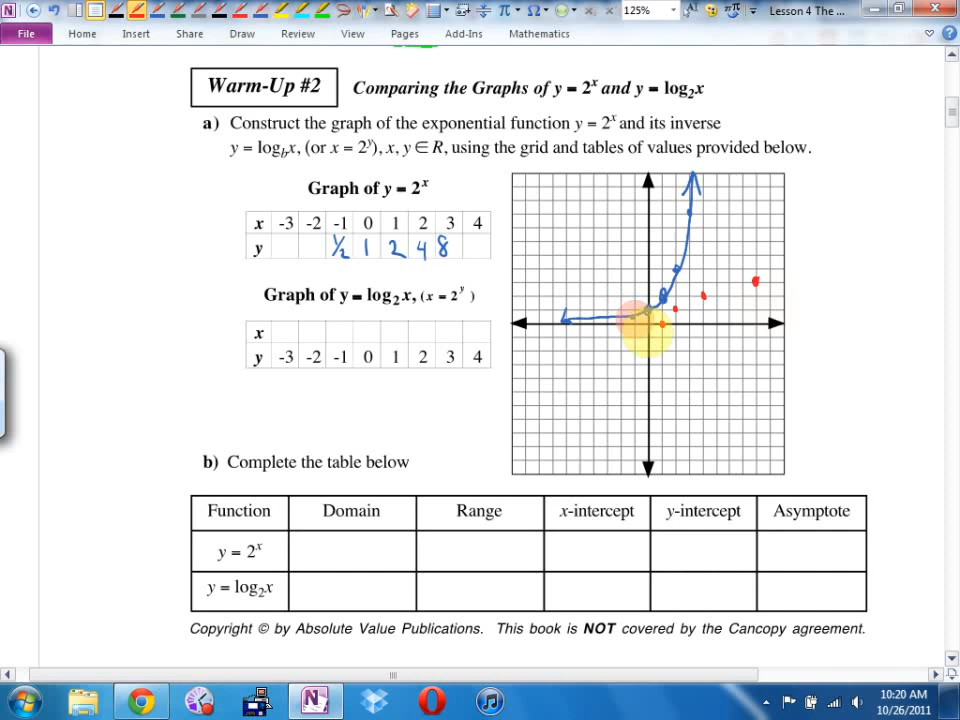 125%
Lesson 4 The ...
File Home Insert Share Draw Review View Pages Add-Ins Mathematics
Warm-Up #2 Comparing the Graphs of y = 2ˣ and y = log₂x
a) Construct the graph of the exponential function y = 2ˣ and its inverse
y = log_b x, (or x = 2ʸ), x, y ∈ R, using the grid and tables of values provided below.
Graph of y = 2ˣ
x -3 -2 -1 0 1 2 3 4
y ½ 1 2 4 8
Graph of y = log₂x, (x = 2ʸ)
x
y -3 -2 -1 0 1 2 3 4
b) Complete the table below
Function Domain Range x-intercept y-intercept Asymptote
y = 2ˣ
y = log₂x
Copyright © by Absolute Value Publications. This book is NOT covered by the Cancopy agreement.
10:20 AM
10/26/2011